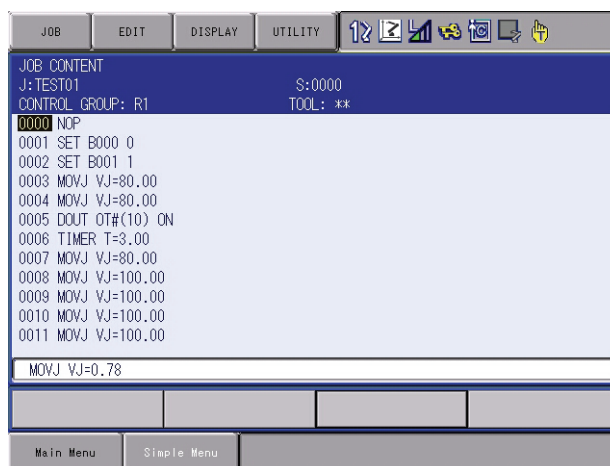 JOB EDIT DISPLAY UTILITY
JOB CONTENT
J:TEST01 S:0000
CONTROL GROUP: R1 TOOL: **
0000 NOP
0001 SET B000 0
0002 SET B001 1
0003 MOVJ VJ=80.00
0004 MOVJ VJ=80.00
0005 DOUT OT#(10) ON
0006 TIMER T=3.00
0007 MOVJ VJ=80.00
0008 MOVJ VJ=100.00
0009 MOVJ VJ=100.00
0010 MOVJ VJ=100.00
0011 MOVJ VJ=100.00
MOVJ VJ=0.78
Main Menu Simple Menu